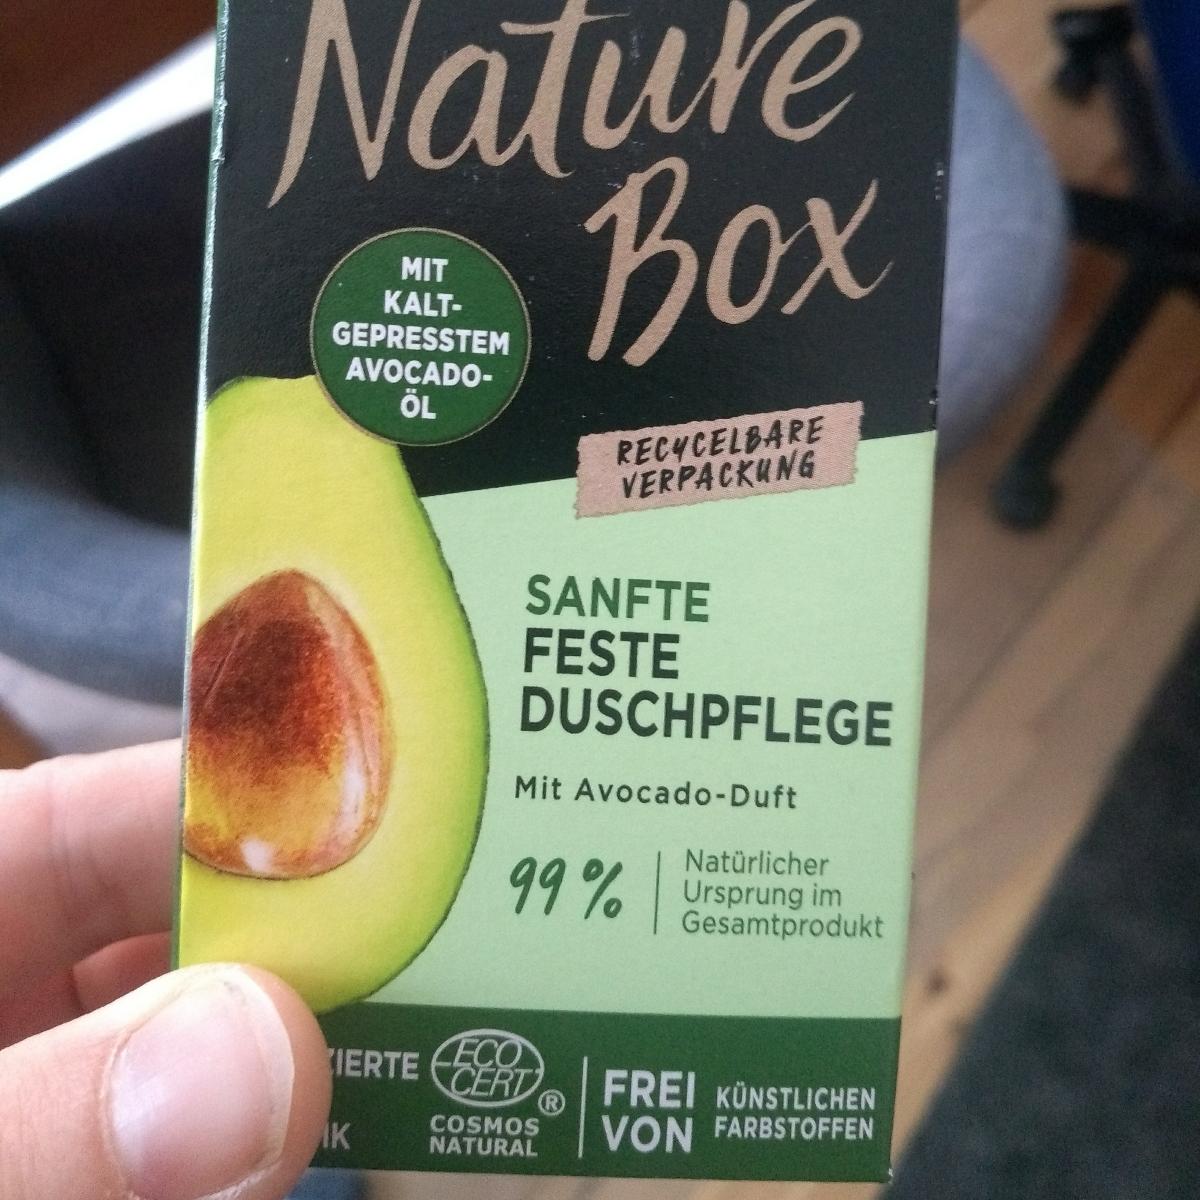 Nature
Box
MIT
KALT-
GEPRESSTEM
AVOCADO-
ÖL
RECYCELBARE
VERPACKUNG
SANFTE
FESTE
DUSCHPFLEGE
Mit Avocado-Duft
99 %
Natürlicher
Ursprung im
Gesamtprodukt
ECO
CERT
®
COSMOS
NATURAL
FREI
VON
KÜNSTLICHEN
FARBSTOFFEN